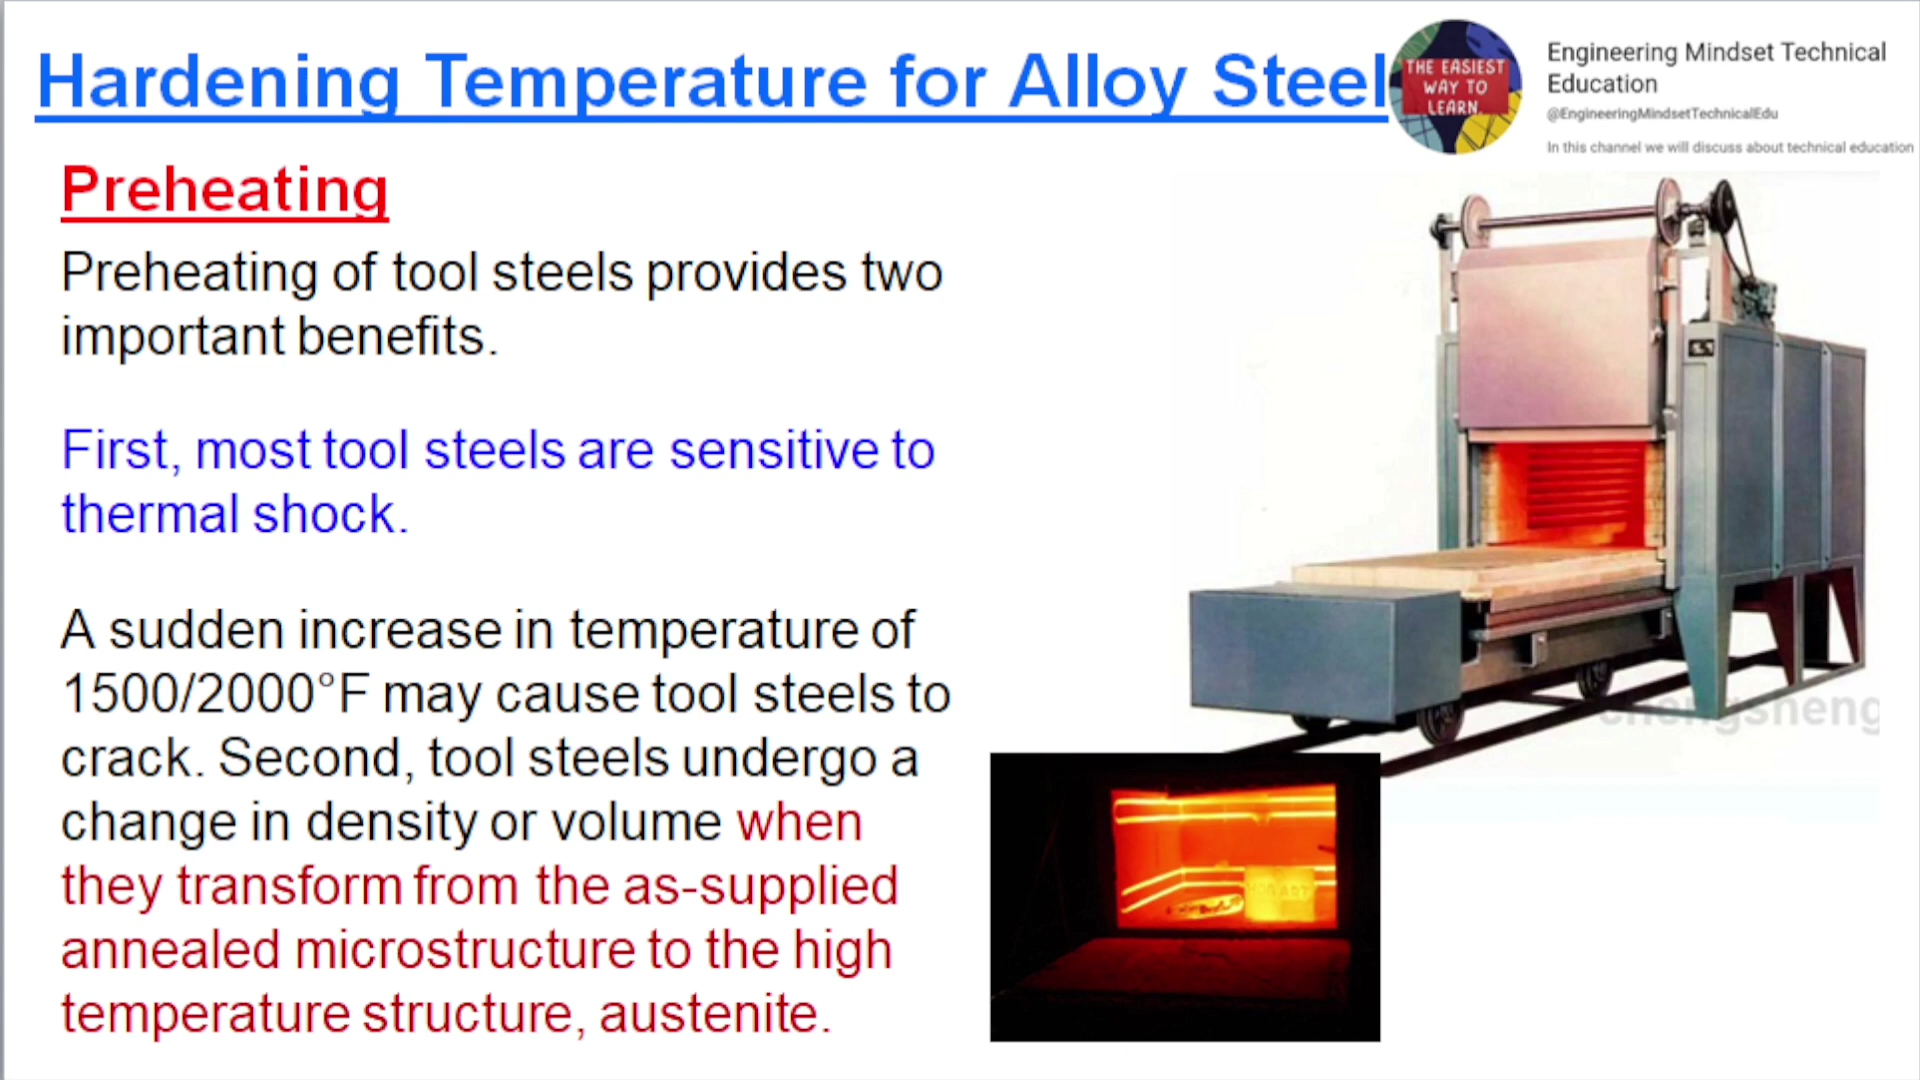 Hardening Temperature for Alloy Steel
THE EASIEST
WAY TO
LEARN
Engineering Mindset Technical
Education
@EngineeringMindsetTechnicalEdu
In this channel we will discuss about technical education
Preheating
Preheating of tool steels provides two
important benefits.
First, most tool steels are sensitive to
thermal shock.
A sudden increase in temperature of
1500/2000°F may cause tool steels to
crack. Second, tool steels undergo a
change in density or volume when
they transform from the as-supplied
annealed microstructure to the high
temperature structure, austenite.
chengsheng